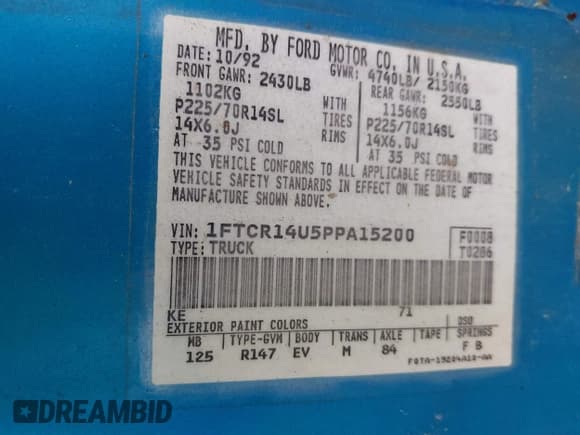 MFD. BY FORD MOTOR CO. IN U.S.A.
DATE: 10/92 GVWR: 4740LB/ 2150KG
FRONT GAWR: 2430LB REAR GAWR: 2550LB
1102KG WITH 1156KG WITH
P225/70R14SL TIRES P225/70R14SL TIRES
14X6.0J RIMS 14X6.0J RIMS
AT 35 PSI COLD AT 35 PSI COLD
THIS VEHICLE CONFORMS TO ALL APPLICABLE FEDERAL MOTOR
VEHICLE SAFETY STANDARDS IN EFFECT ON THE DATE OF
MANUFACTURE SHOWN ABOVE.
VIN: 1FTCR14U5PPA15200 F0008
TYPE: TRUCK T0286
KE 71
EXTERIOR PAINT COLORS DSO
WB TYPE-GVW BODY TRANS AXLE TAPE SPRINGS
125 R147 EV M 84 F B
DREAMBID